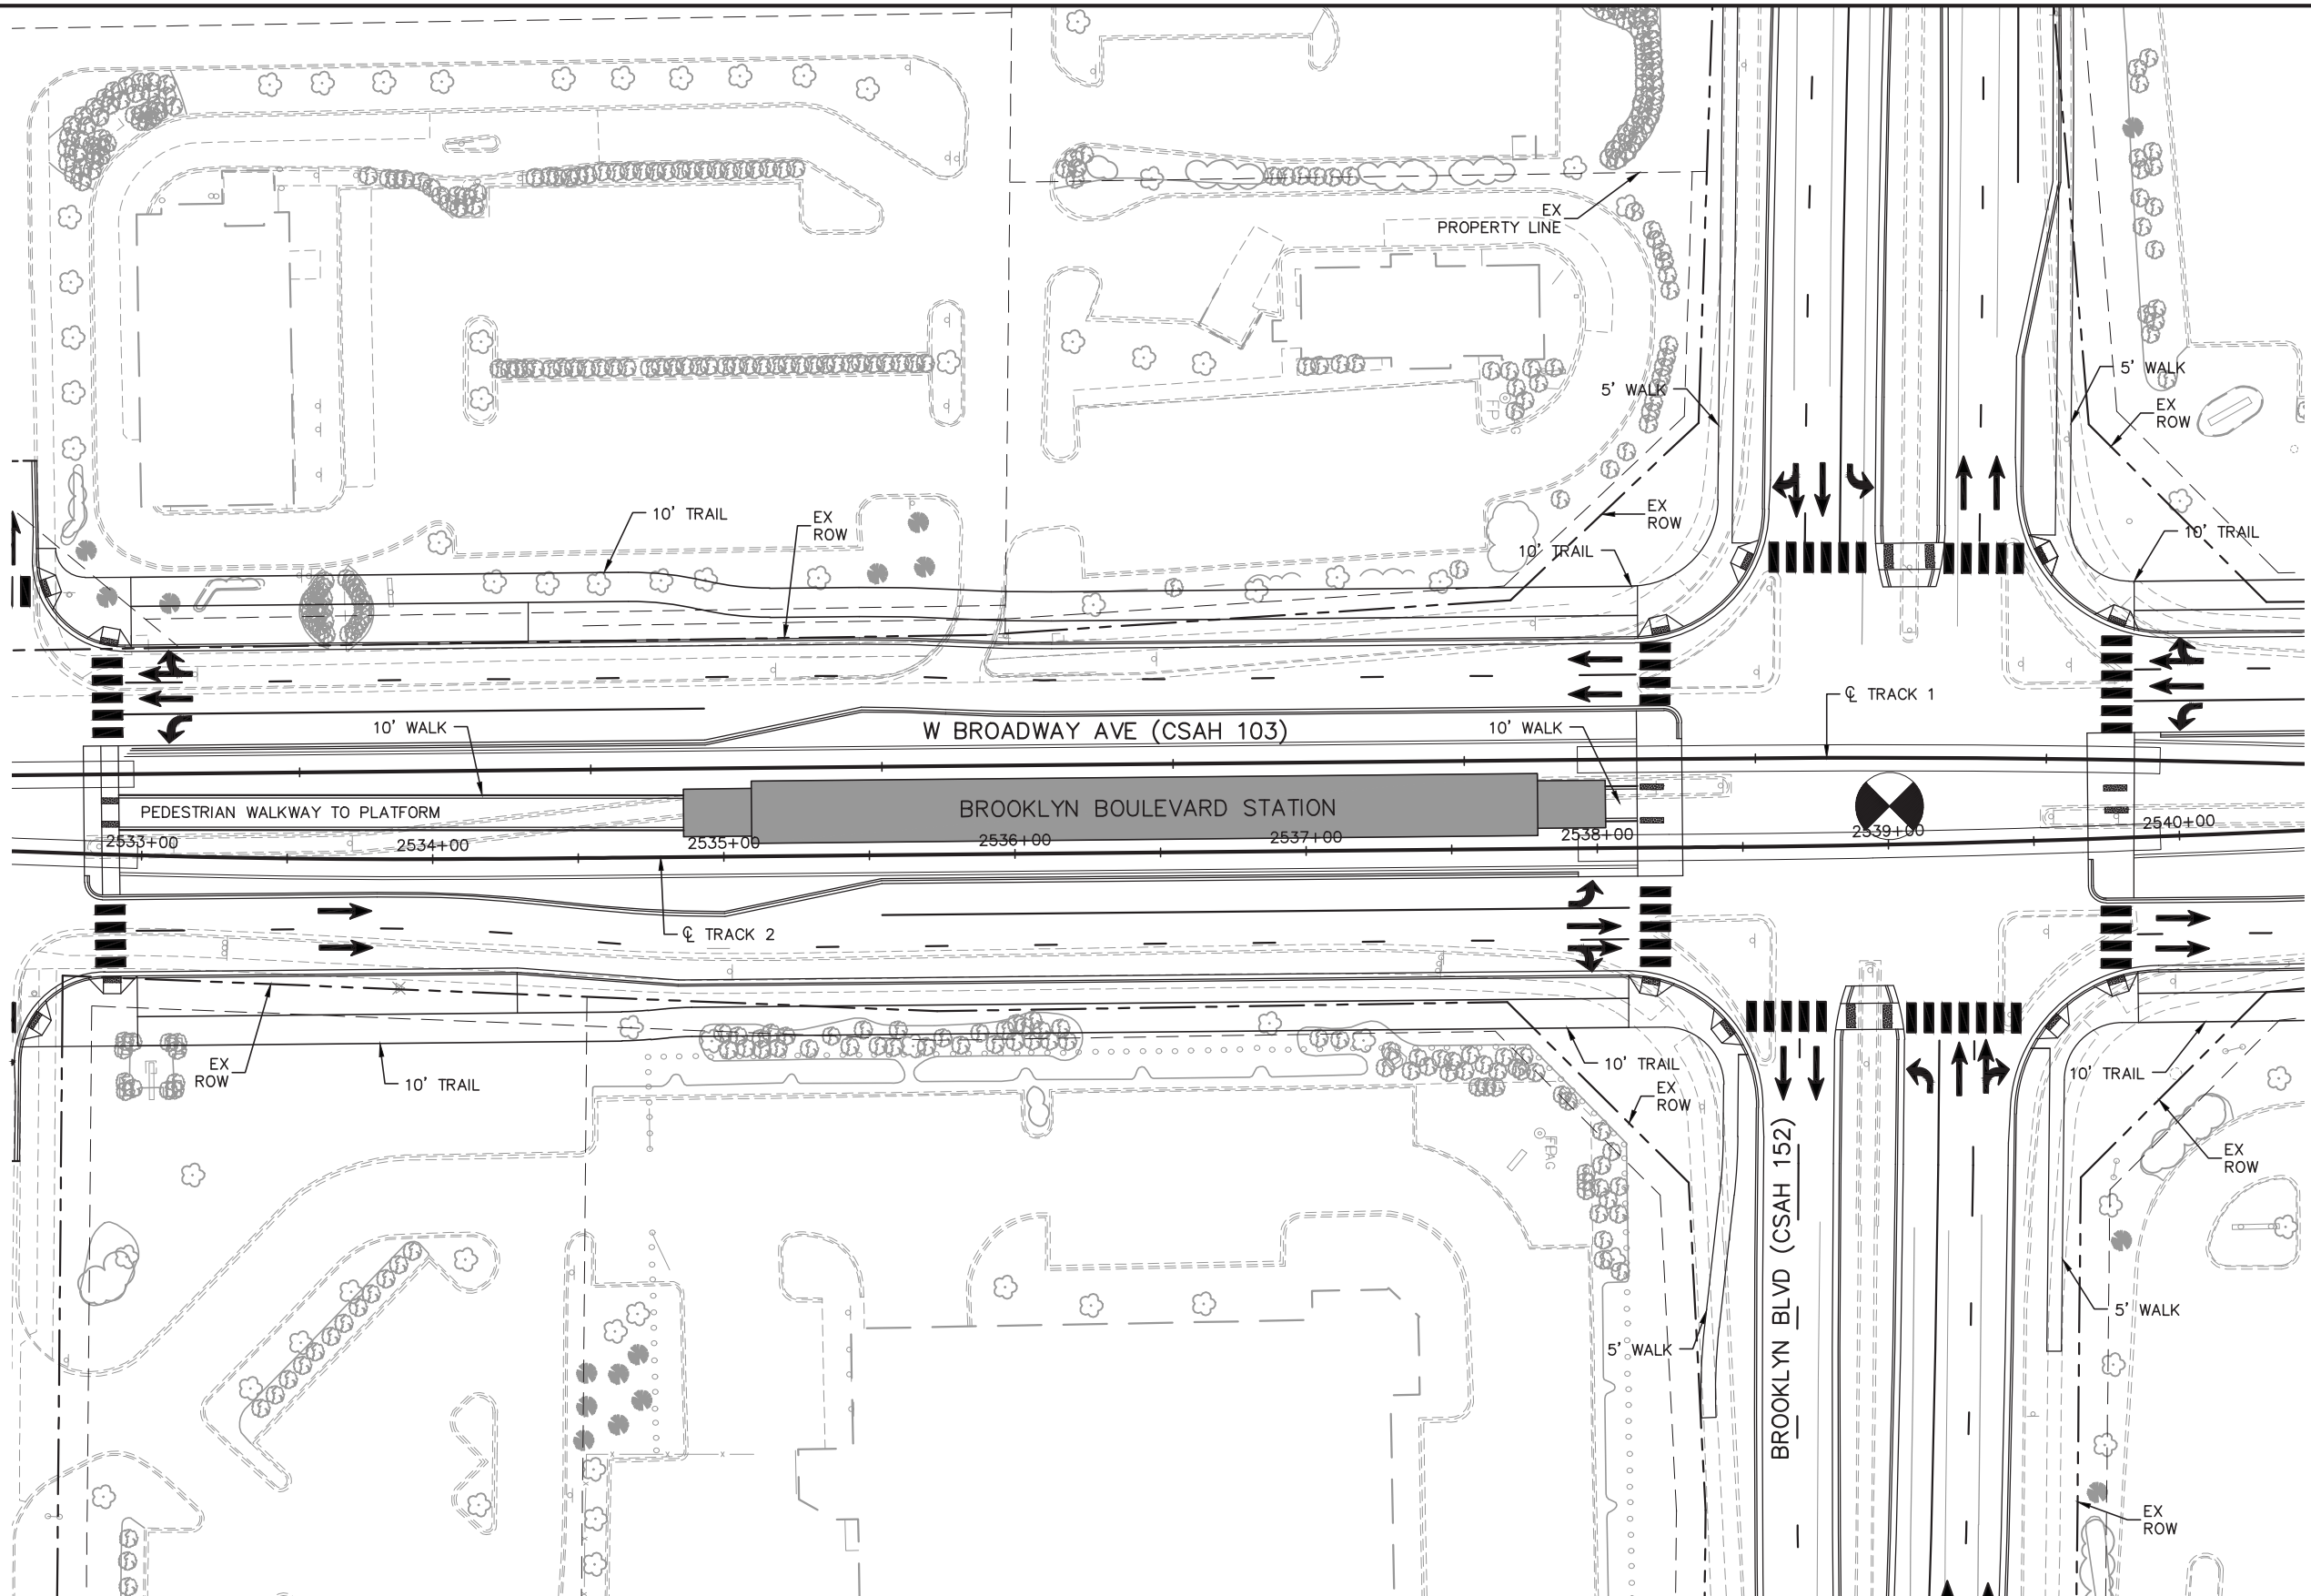 EX
PROPERTY LINE
5' WALK
5' WALK
EX
ROW
10' TRAIL
EX
ROW
EX
ROW
10' TRAIL
10' TRAIL
℄ TRACK 1
10' WALK
W BROADWAY AVE (CSAH 103)
10' WALK
PEDESTRIAN WALKWAY TO PLATFORM
BROOKLYN BOULEVARD STATION
2533+00
2534+00
2535+00
2536+00
2537+00
2538+00
2539+00
2540+00
℄ TRACK 2
EX
ROW
10' TRAIL
10' TRAIL
EX
ROW
10' TRAIL
EX
ROW
FLAG
BROOKLYN BLVD (CSAH 152)
5' WALK
5' WALK
EX
ROW